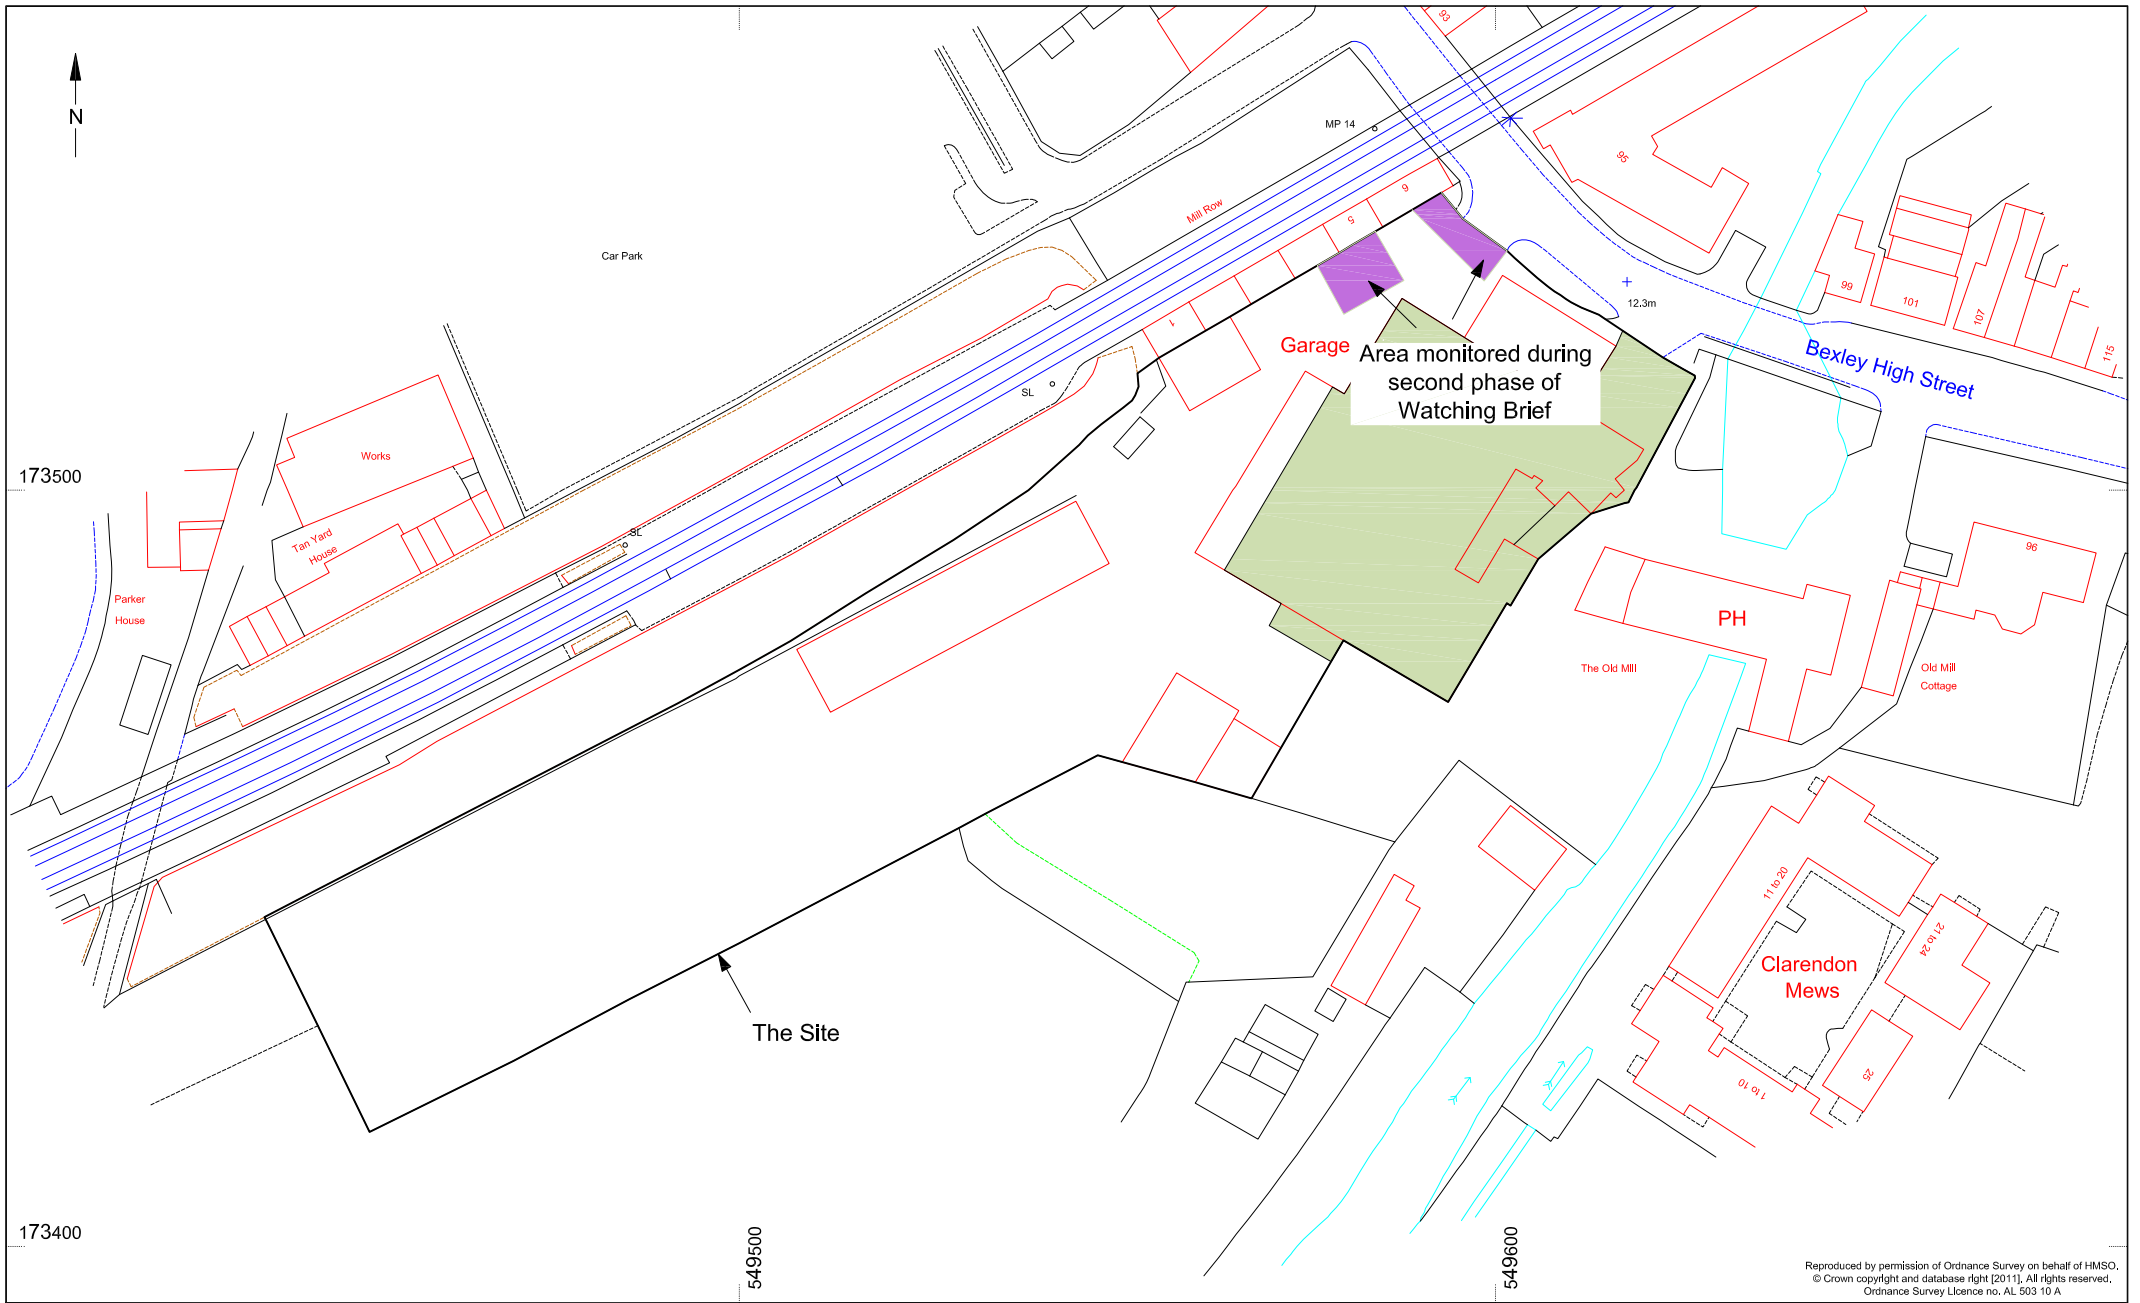 93
N
MP 14
95
6
Mill Row
5
Car Park
99
101
107
115
12.3m
1
Garage
Area monitored during
second phase of
Watching Brief
Bexley High Street
SL
Works
173500
SL
Tan Yard
House
96
Parker
House
PH
The Old Mill
Old Mill
Cottage
11 to 20
21 to 24
Clarendon
Mews
The Site
25
1 to 10
173400
549500
549600
Reproduced by permission of Ordnance Survey on behalf of HMSO.
© Crown copyright and database right [2011]. All rights reserved.
Ordnance Survey Licence no. AL 503 10 A